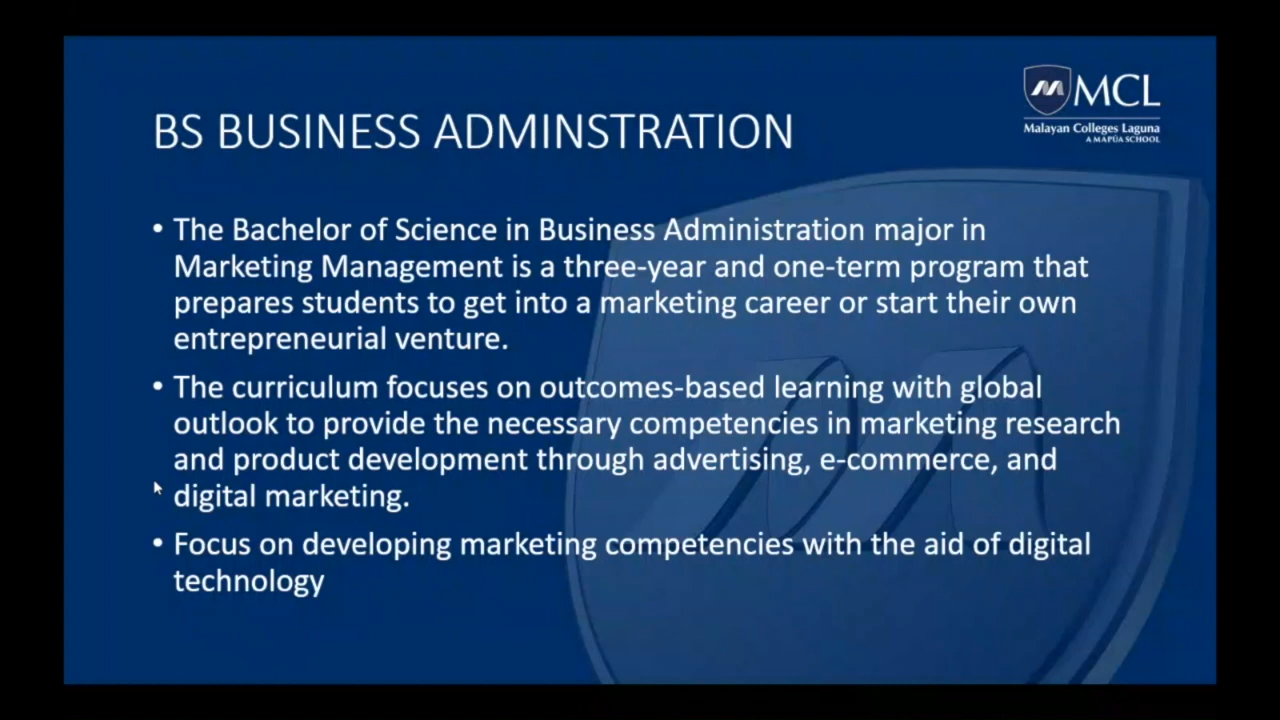 MCL
Malayan Colleges Laguna
A MAPÚA SCHOOL
BS BUSINESS ADMINSTRATION
• The Bachelor of Science in Business Administration major in
Marketing Management is a three-year and one-term program that
prepares students to get into a marketing career or start their own
entrepreneurial venture.
• The curriculum focuses on outcomes-based learning with global
outlook to provide the necessary competencies in marketing research
and product development through advertising, e-commerce, and
digital marketing.
• Focus on developing marketing competencies with the aid of digital
technology